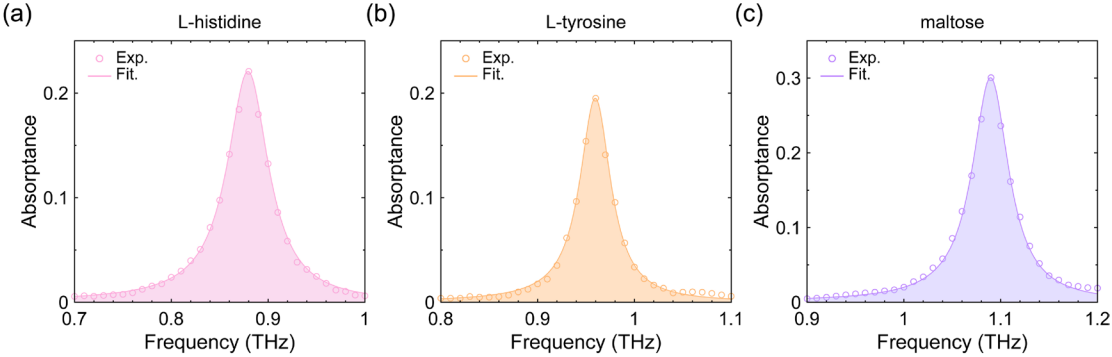 (a)
L-histidine
Exp.
Fit.
0.2
0.1
0
Absorptance
0.7
0.8
0.9
1
Frequency (THz)
(b)
L-tyrosine
Exp.
Fit.
0.2
0.1
0
Absorptance
0.8
0.9
1
1.1
Frequency (THz)
(c)
maltose
Exp.
Fit.
0.3
0.2
0.1
0
Absorptance
0.9
1
1.1
1.2
Frequency (THz)